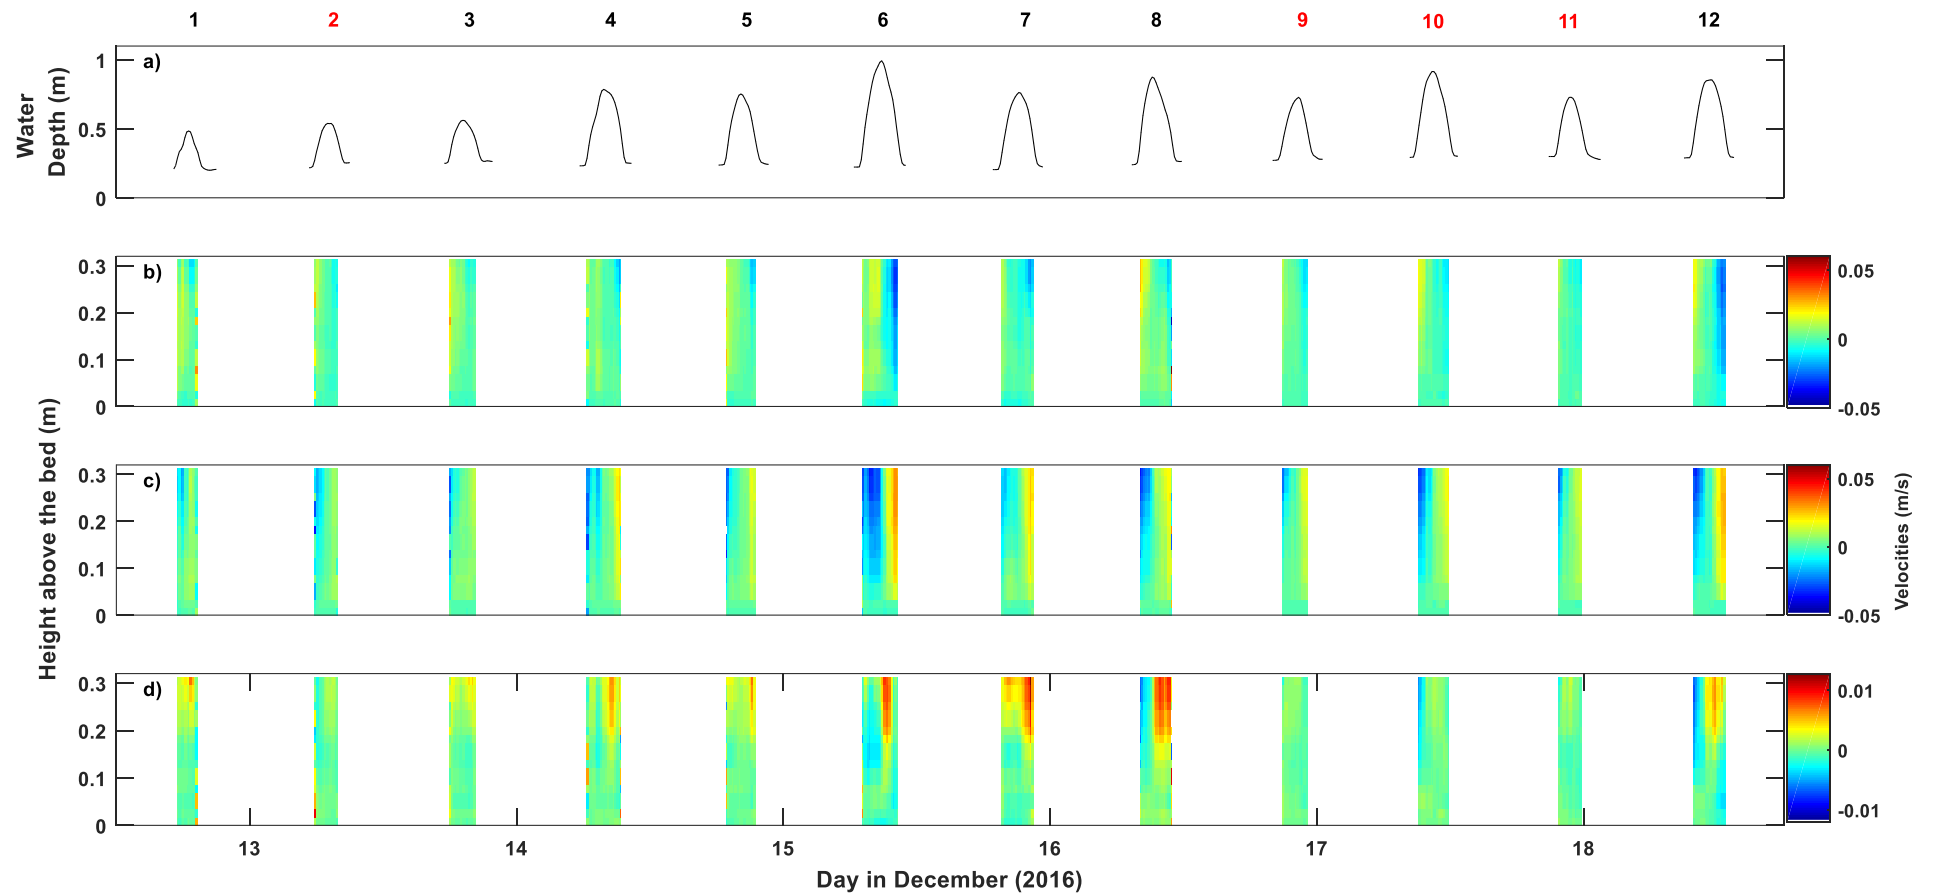 1 2 3 4 5 6 7 8 9 10 11 12
a)
1
0.5
0
Water
Depth (m)
b)
0.3
0.2
0.1
0
0.05
0
-0.05
c)
0.3
0.2
0.1
0
0.05
0
-0.05
Height above the bed (m)
Velocities (m/s)
d)
0.3
0.2
0.1
0
0.01
0
-0.01
13 14 15 16 17 18
Day in December (2016)